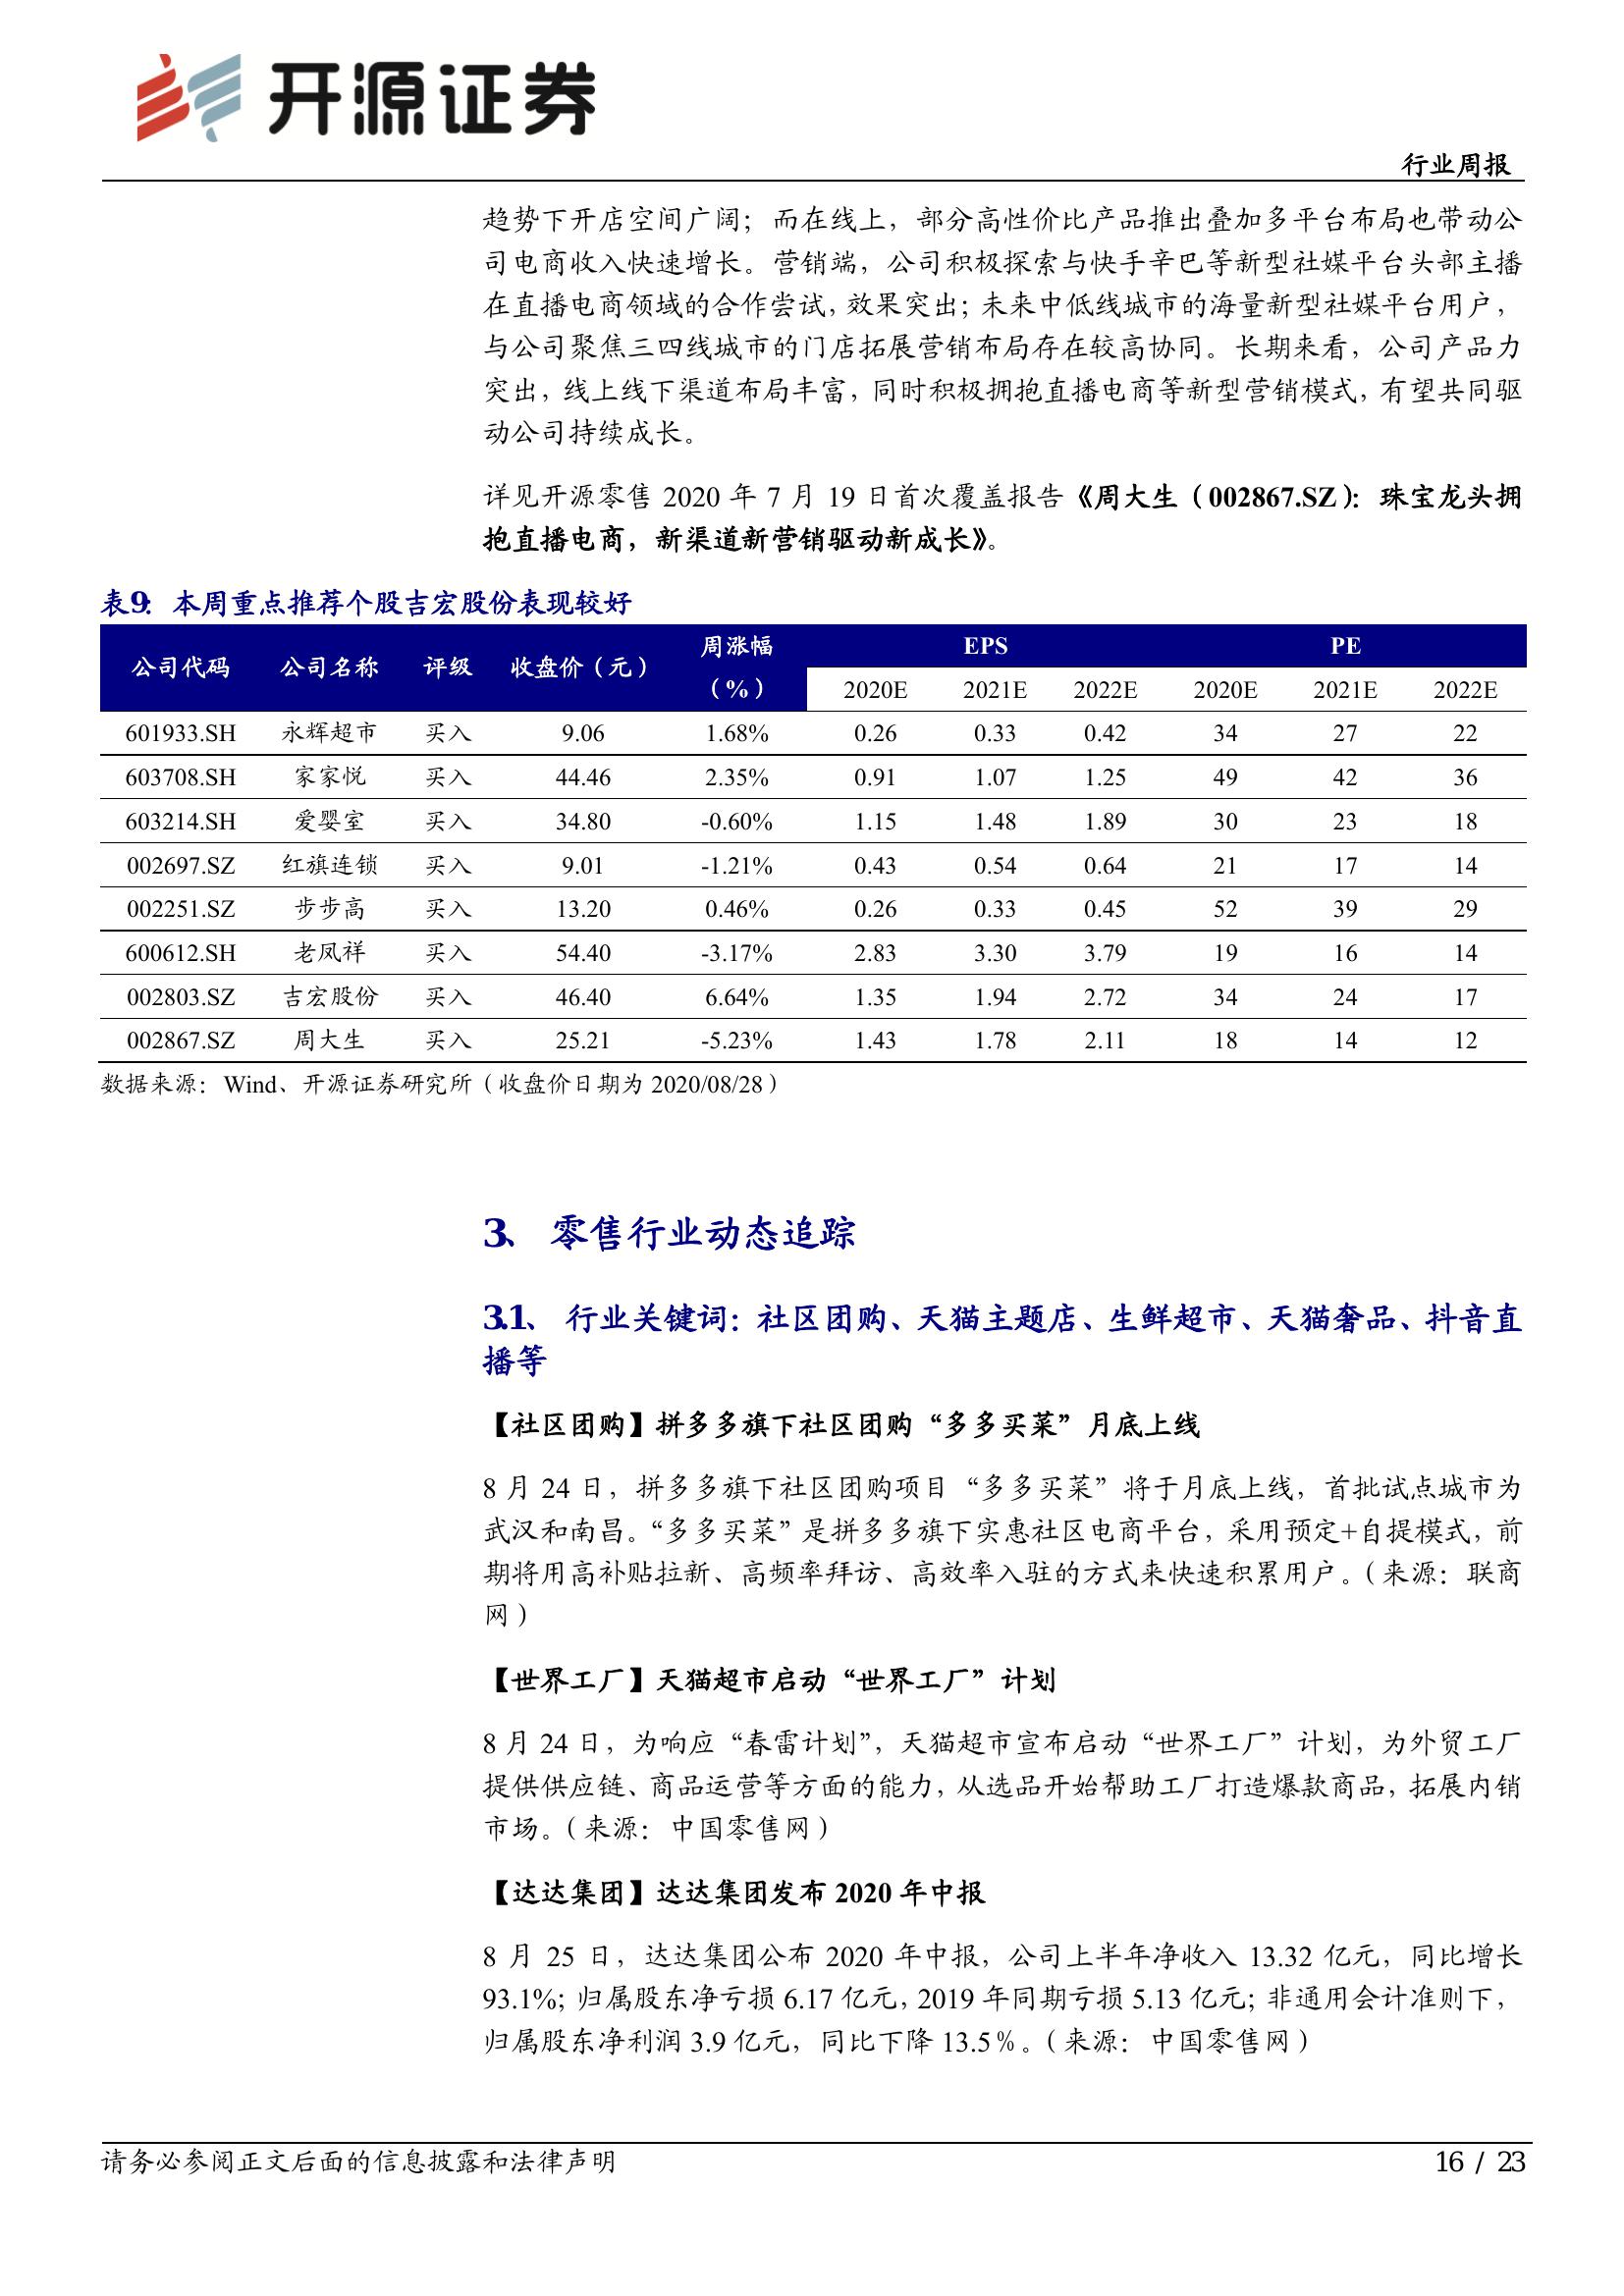 开源证券
行业周报
趋势下开店空间广阔；而在线上，部分高性价比产品推出叠加多平台布局也带动公
司电商收入快速增长。营销端，公司积极探索与快手辛巴等新型社媒平台头部主播
在直播电商领域的合作尝试，效果突出；未来中低线城市的海量新型社媒平台用户，
与公司聚焦三四线城市的门店拓展营销布局存在较高协同。长期来看，公司产品力
突出，线上线下渠道布局丰富，同时积极拥抱直播电商等新型营销模式，有望共同驱
动公司持续成长。
详见开源零售 2020 年 7 月 19 日首次覆盖报告《周大生（002867.SZ）：珠宝龙头拥
抱直播电商，新渠道新营销驱动新成长》。
表9：本周重点推荐个股吉宏股份表现较好
公司代码 公司名称 评级 收盘价（元） 周涨幅（%） EPS PE
2020E 2021E 2022E 2020E 2021E 2022E
601933.SH 永辉超市 买入 9.06 1.68% 0.26 0.33 0.42 34 27 22
603708.SH 家家悦 买入 44.46 2.35% 0.91 1.07 1.25 49 42 36
603214.SH 爱婴室 买入 34.80 -0.60% 1.15 1.48 1.89 30 23 18
002697.SZ 红旗连锁 买入 9.01 -1.21% 0.43 0.54 0.64 21 17 14
002251.SZ 步步高 买入 13.20 0.46% 0.26 0.33 0.45 52 39 29
600612.SH 老凤祥 买入 54.40 -3.17% 2.83 3.30 3.79 19 16 14
002803.SZ 吉宏股份 买入 46.40 6.64% 1.35 1.94 2.72 34 24 17
002867.SZ 周大生 买入 25.21 -5.23% 1.43 1.78 2.11 18 14 12
数据来源：Wind、开源证券研究所（收盘价日期为 2020/08/28）
3、 零售行业动态追踪
3.1、 行业关键词：社区团购、天猫主题店、生鲜超市、天猫奢品、抖音直
播等
【社区团购】拼多多旗下社区团购“多多买菜”月底上线
8 月 24 日，拼多多旗下社区团购项目“多多买菜”将于月底上线，首批试点城市为
武汉和南昌。“多多买菜”是拼多多旗下实惠社区电商平台，采用预定+自提模式，前
期将用高补贴拉新、高频率拜访、高效率入驻的方式来快速积累用户。（来源：联商
网）
【世界工厂】天猫超市启动“世界工厂”计划
8 月 24 日，为响应“春雷计划”，天猫超市宣布启动“世界工厂”计划，为外贸工厂
提供供应链、商品运营等方面的能力，从选品开始帮助工厂打造爆款商品，拓展内销
市场。（来源：中国零售网）
【达达集团】达达集团发布 2020 年中报
8 月 25 日，达达集团公布 2020 年中报，公司上半年净收入 13.32 亿元，同比增长
93.1%；归属股东净亏损 6.17 亿元，2019 年同期亏损 5.13 亿元；非通用会计准则下，
归属股东净利润 3.9 亿元，同比下降 13.5％。（来源：中国零售网）
请务必参阅正文后面的信息披露和法律声明
16 / 23